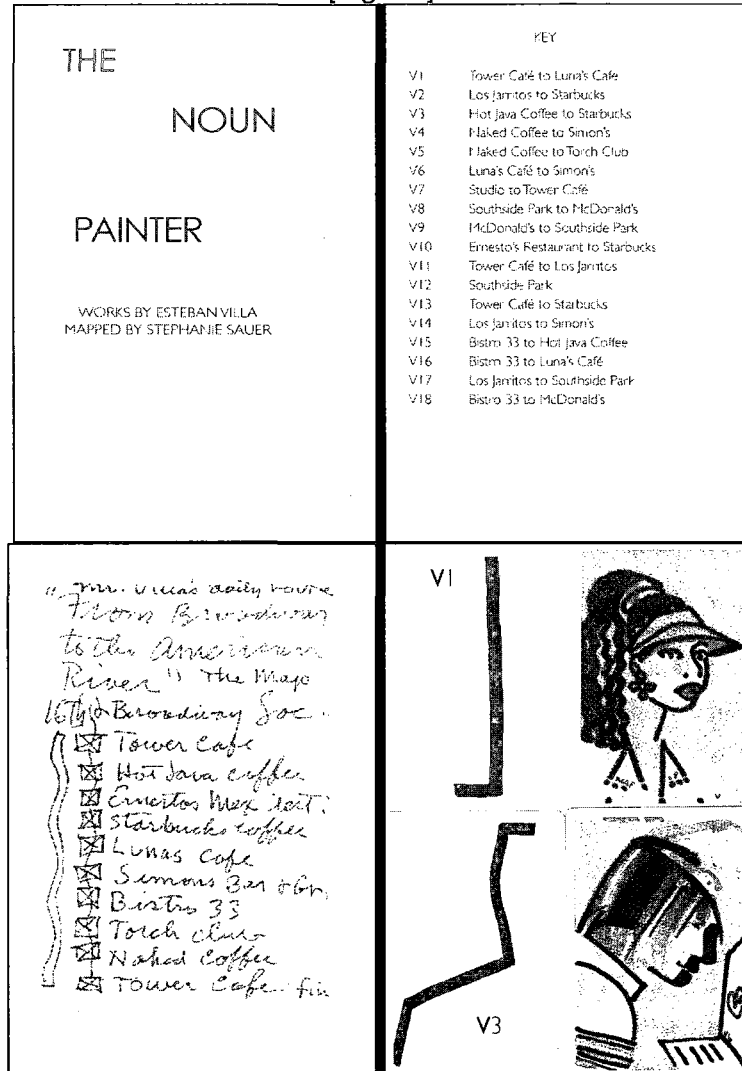 THE
NOUN
PAINTER
WORKS BY ESTEBAN VILLA
MAPPED BY STEPHANIE SAUER
KEY
V1 Tower Café to Luna's Cafe
V2 Los Jarritos to Starbucks
V3 Hot Java Coffee to Starbucks
V4 Naked Coffee to Simon's
V5 Naked Coffee to Torch Club
V6 Luna's Café to Simon's
V7 Studio to Tower Café
V8 Southside Park to McDonald's
V9 McDonald's to Southside Park
V10 Ernesto's Restaurant to Starbucks
V11 Tower Café to Los Jarritos
V12 Southside Park
V13 Tower Café to Starbucks
V14 Los Jarritos to Simon's
V15 Bistro 33 to Hot Java Coffee
V16 Bistro 33 to Luna's Café
V17 Los Jarritos to Southside Park
V18 Bistro 33 to McDonald's
"Mr. Villa's daily route
From Broadway
to the American
River" The Map
16th & Broadway Sac.
Tower Cafe
Hot Java coffee
Ernestos Mex rest.
Starbucks coffee
Lunas Cafe
Simons Bar & Gr.
Bistro 33
Torch club
Naked Coffee
Tower Cafe. fin
V1
V3